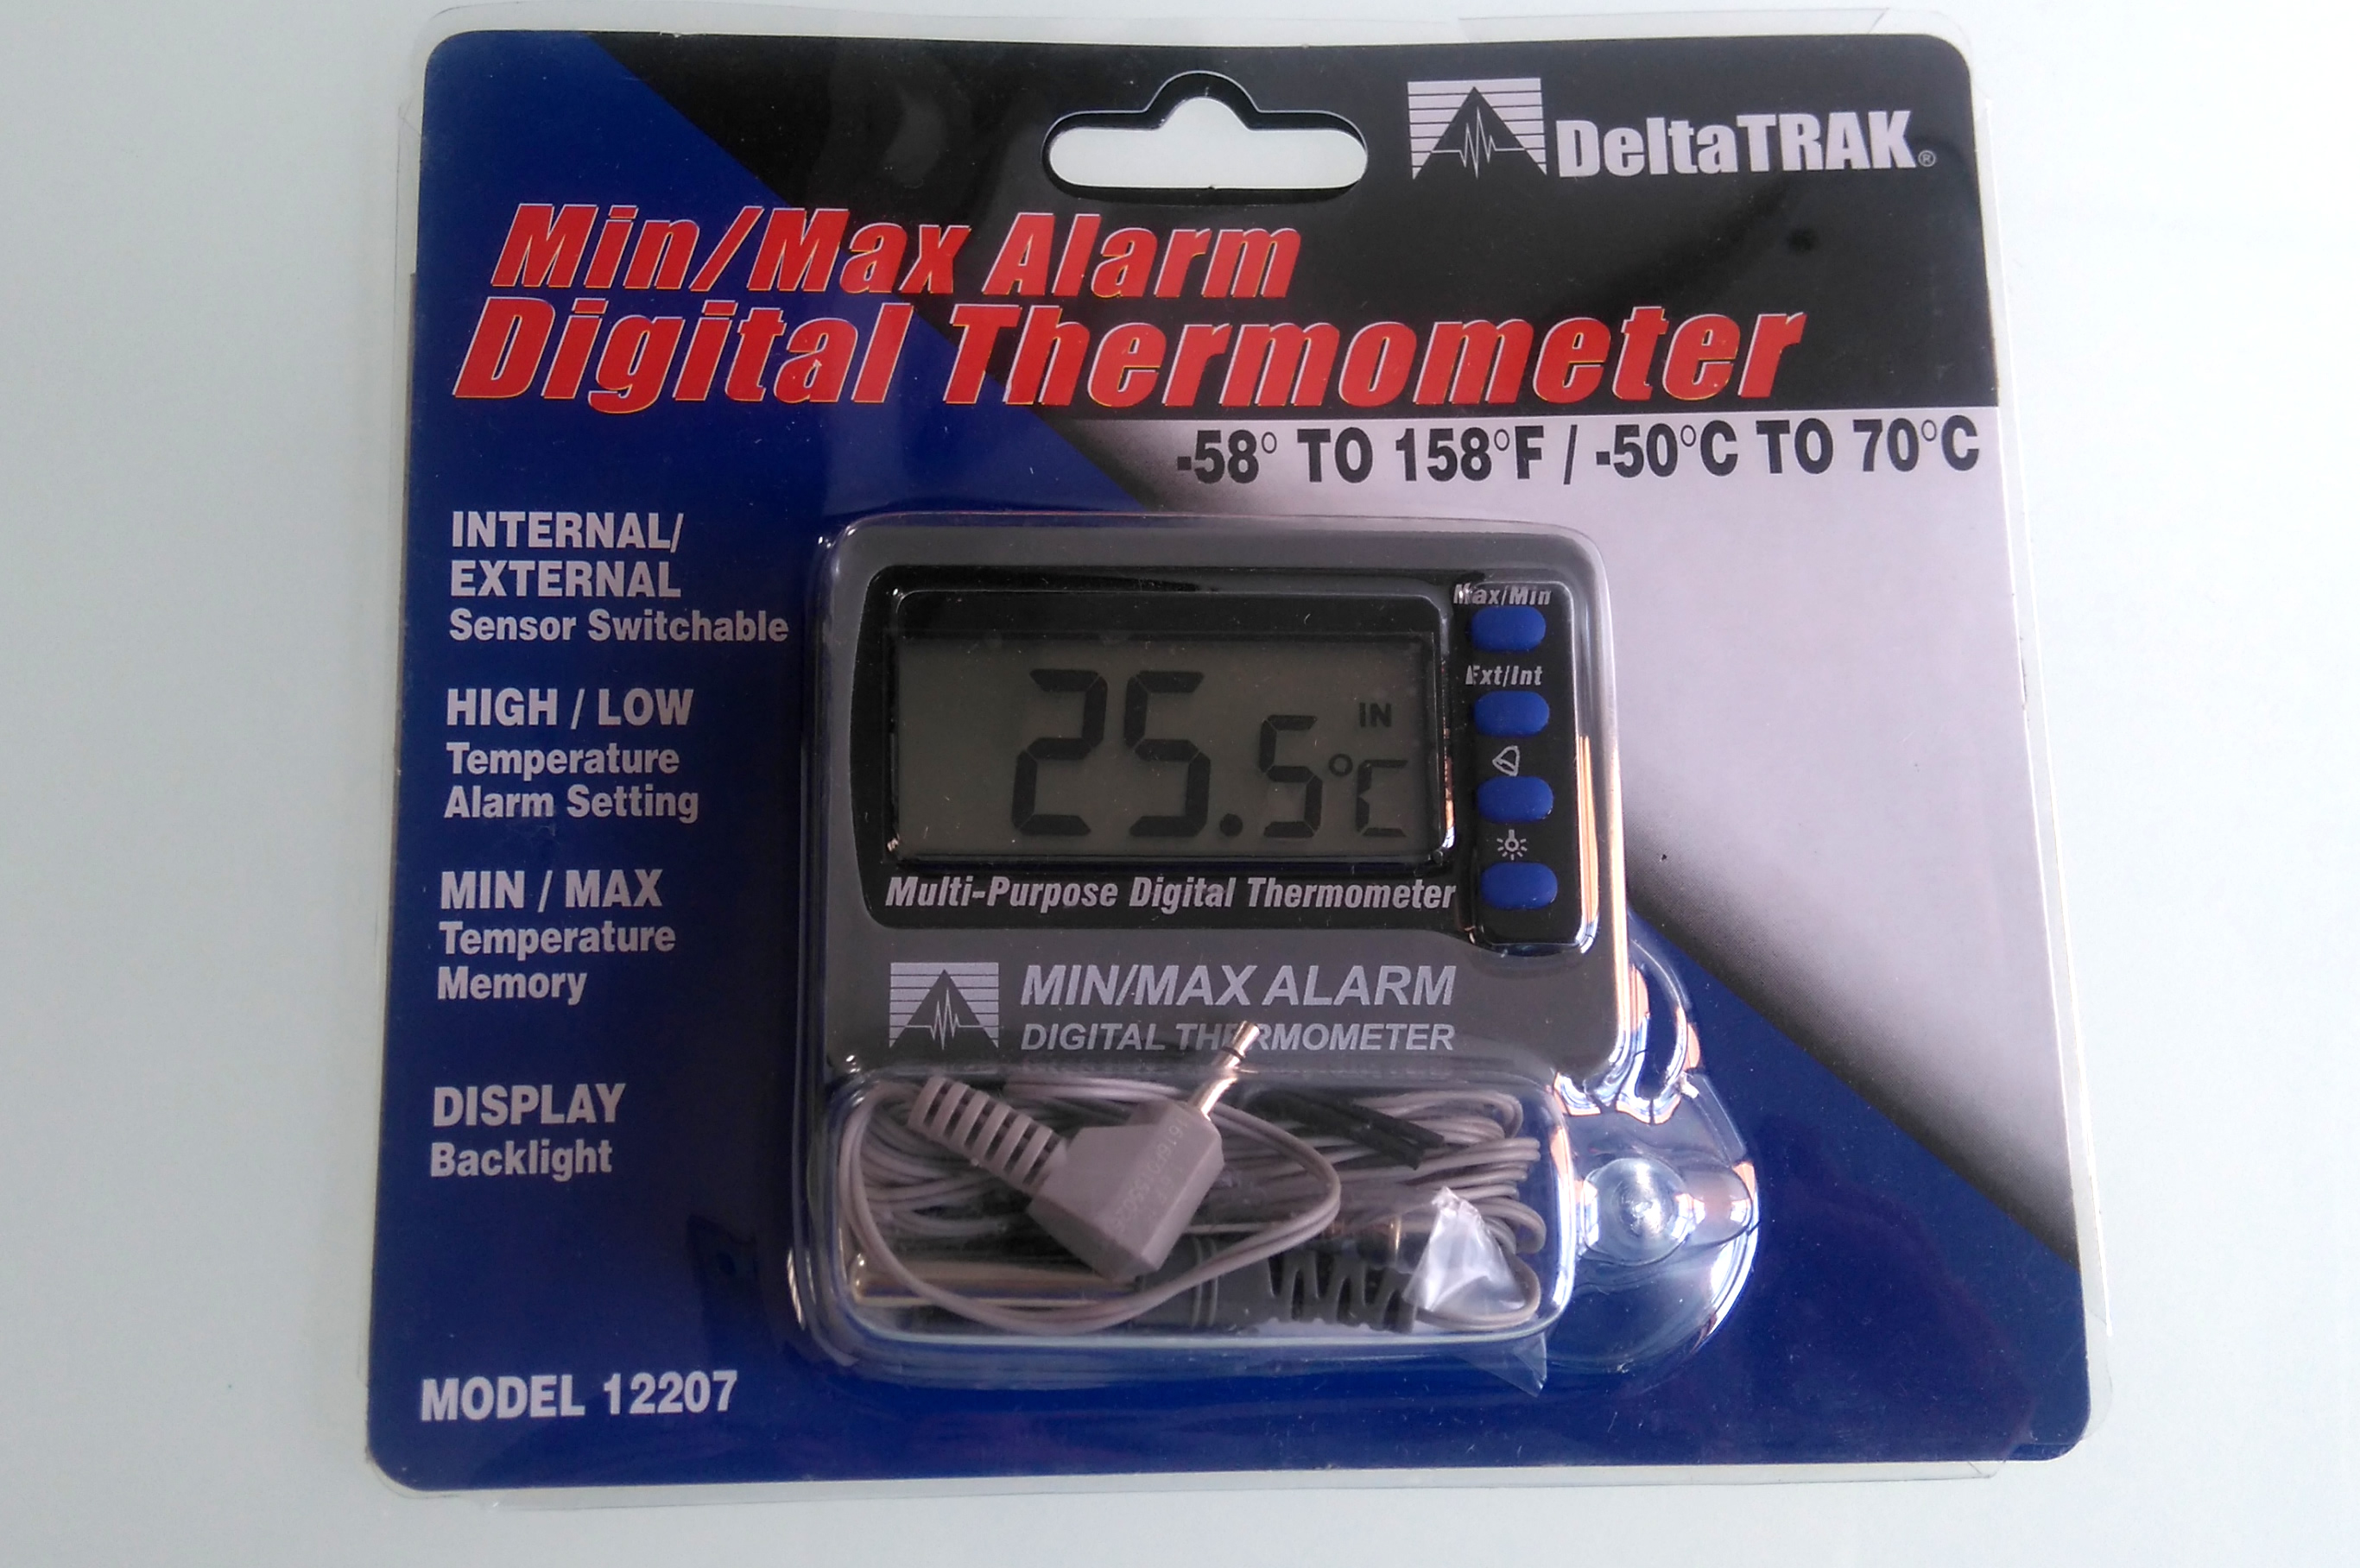 DeltaTRAK®
Min/Max Alarm
Digital Thermometer
-58° TO 158°F / -50°C TO 70°C
INTERNAL/
EXTERNAL
Sensor Switchable
HIGH / LOW
Temperature
Alarm Setting
MIN / MAX
Temperature
Memory
DISPLAY
Backlight
MODEL 12207
Max/Min
Ext/Int
IN
25.5°C
Multi-Purpose Digital Thermometer
MIN/MAX ALARM
DIGITAL THERMOMETER